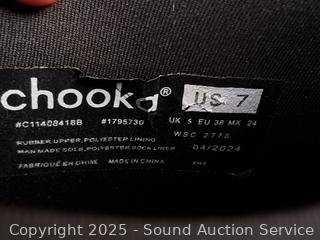 chooka® US 7
#C11408418B #1795730 UK 5 EU 38 MX 24
WSC 2778
RUBBER UPPER, POLYESTER LINING
MAN MADE SOLE, POLYESTER SOCK LINER 04/2024
FABRIQUÉ EN CHINE MADE IN CHINA
Copyright 2025 - Sound Auction Service